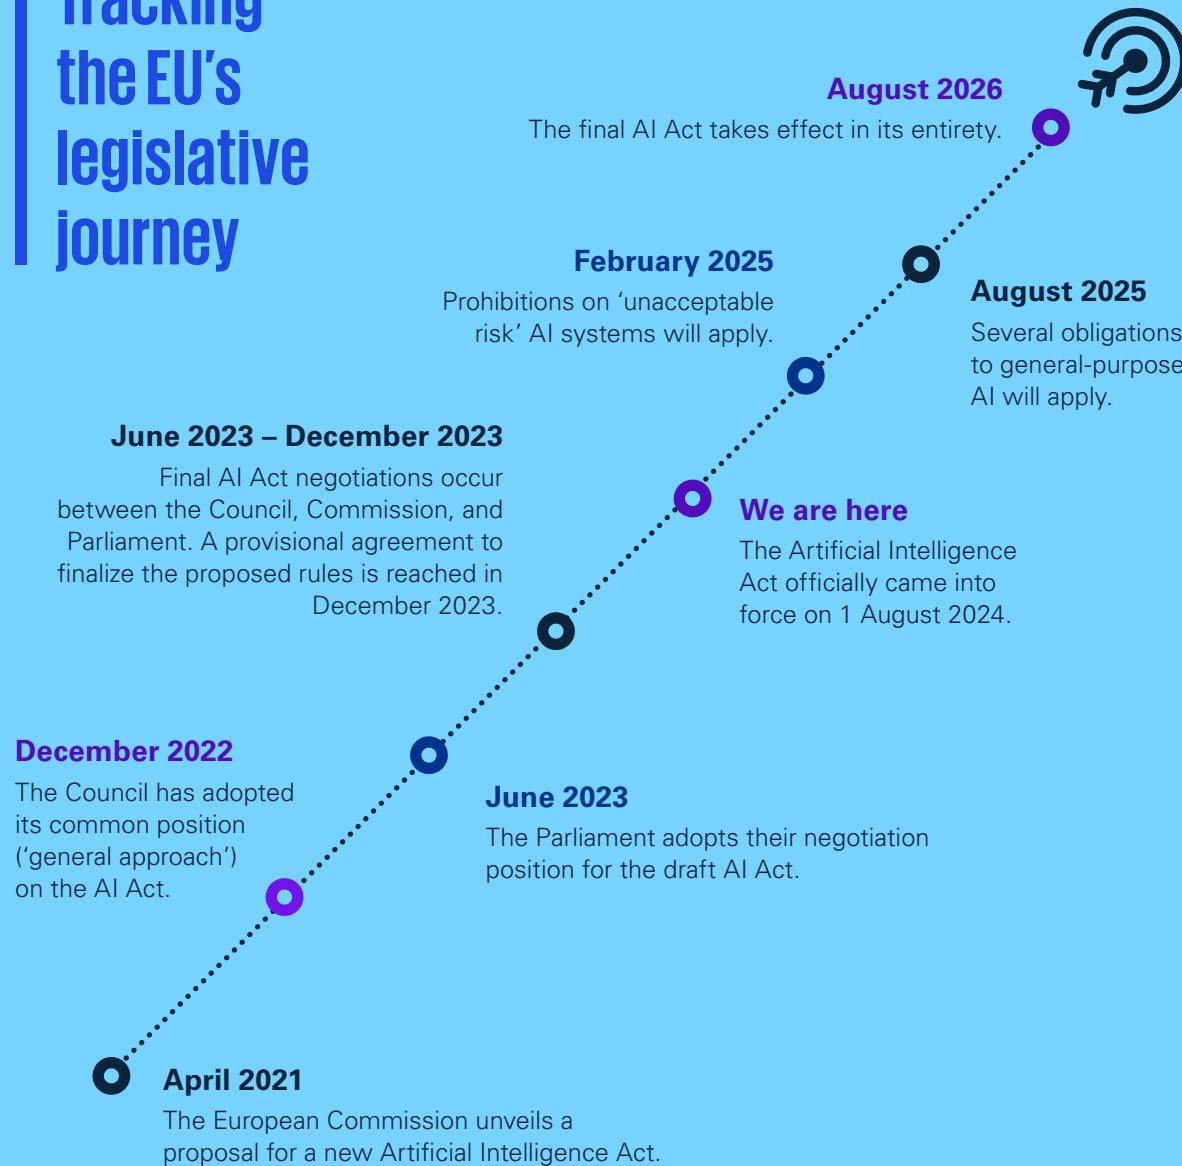 Tracking
the EU's
legislative
journey
August 2026
The final AI Act takes effect in its entirety.
February 2025
Prohibitions on ‘unacceptable
risk’ AI systems will apply.
August 2025
Several obligations
to general-purpose
AI will apply.
June 2023 – December 2023
Final AI Act negotiations occur
between the Council, Commission, and
Parliament. A provisional agreement to
finalize the proposed rules is reached in
December 2023.
We are here
The Artificial Intelligence
Act officially came into
force on 1 August 2024.
December 2022
The Council has adopted
its common position
(‘general approach’)
on the AI Act.
June 2023
The Parliament adopts their negotiation
position for the draft AI Act.
April 2021
The European Commission unveils a
proposal for a new Artificial Intelligence Act.